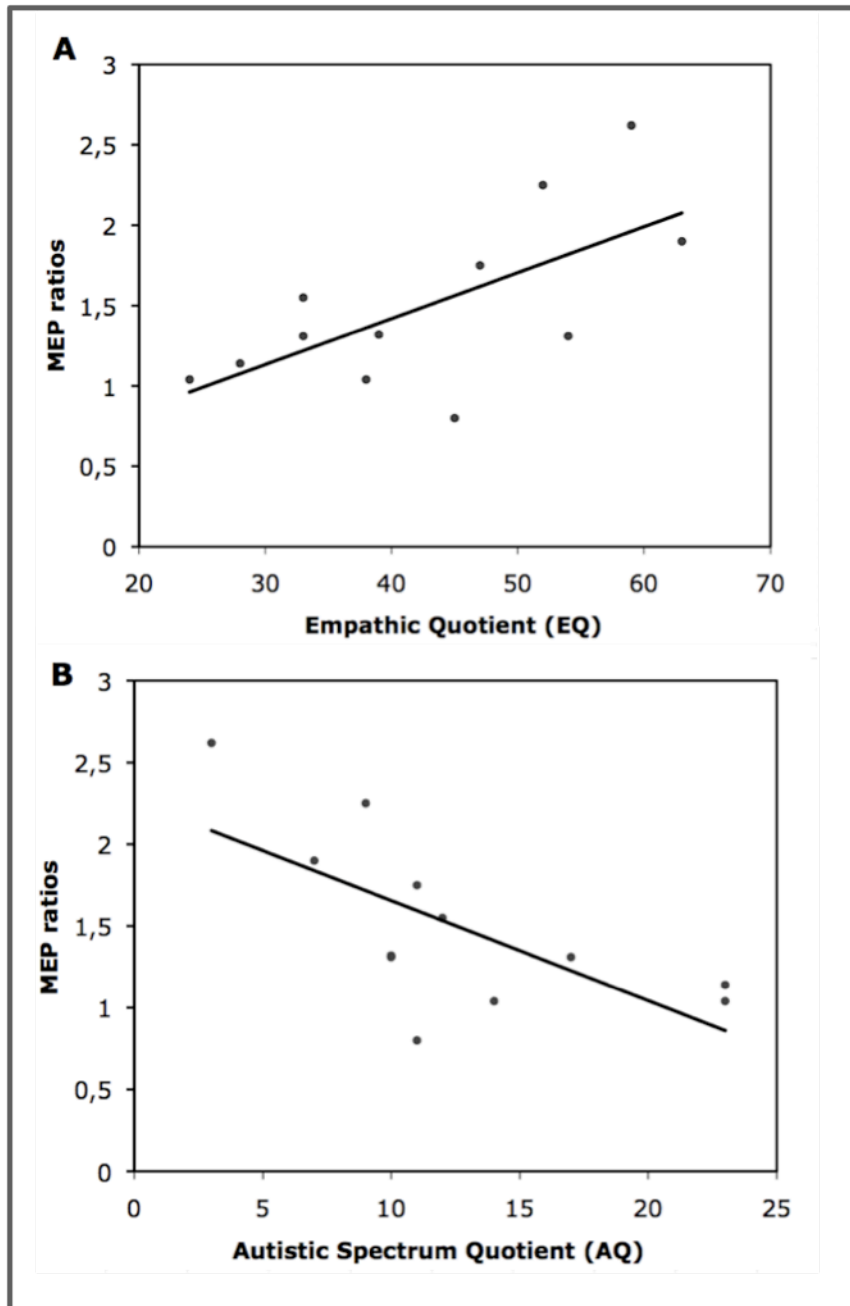 A
3
2,5
2
1,5
1
0,5
0
MEP ratios
20 30 40 50 60 70
Empathic Quotient (EQ)
B
3
2,5
2
1,5
1
0,5
0
MEP ratios
0 5 10 15 20 25
Autistic Spectrum Quotient (AQ)